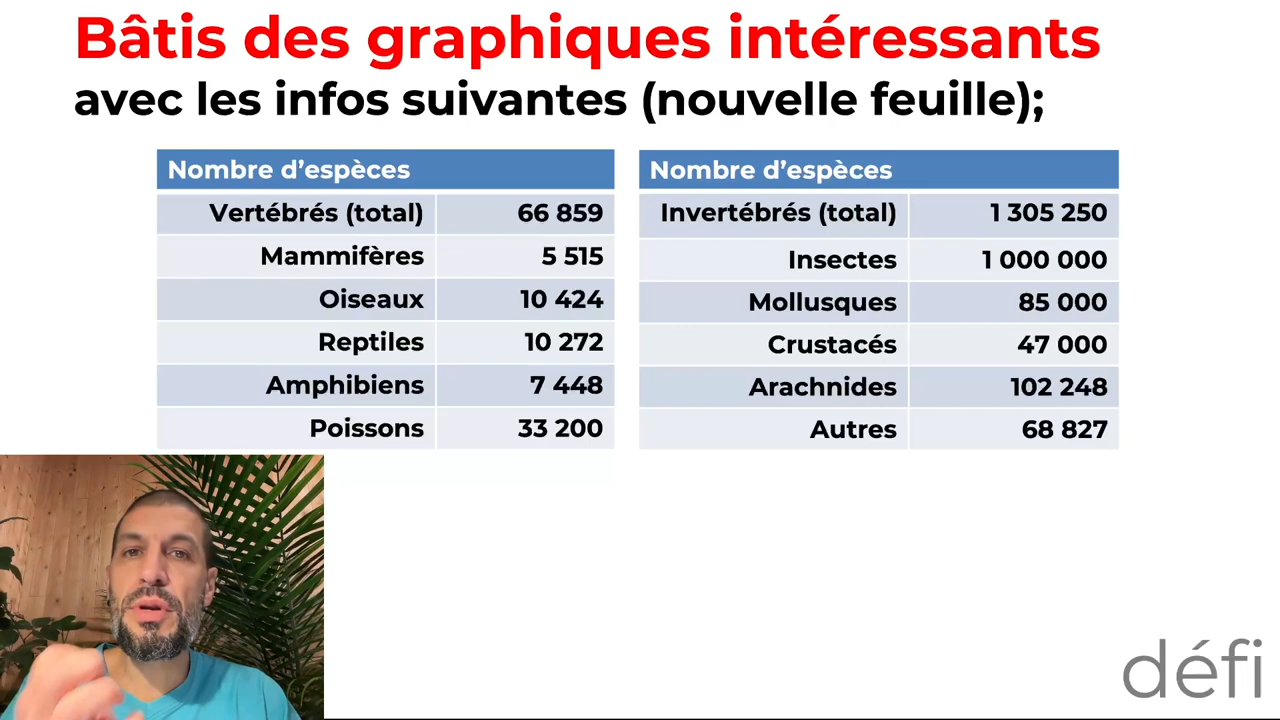 Bâtis des graphiques intéressants
avec les infos suivantes (nouvelle feuille);
Nombre d’espèces
Vertébrés (total) 66 859
Mammifères 5 515
Oiseaux 10 424
Reptiles 10 272
Amphibiens 7 448
Poissons 33 200
Nombre d’espèces
Invertébrés (total) 1 305 250
Insectes 1 000 000
Mollusques 85 000
Crustacés 47 000
Arachnides 102 248
Autres 68 827
défi